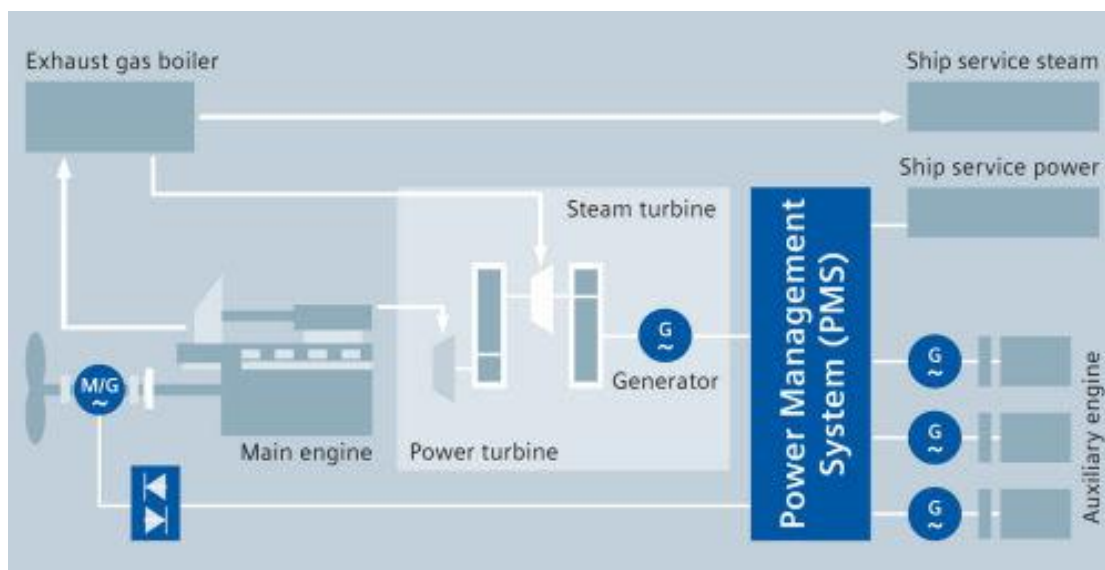 Exhaust gas boiler
Ship service steam
Ship service power
Steam turbine
Power Management
System (PMS)
G
~
Generator
M/G
~
Main engine
Power turbine
G
~
G
~
G
~
Auxiliary engine